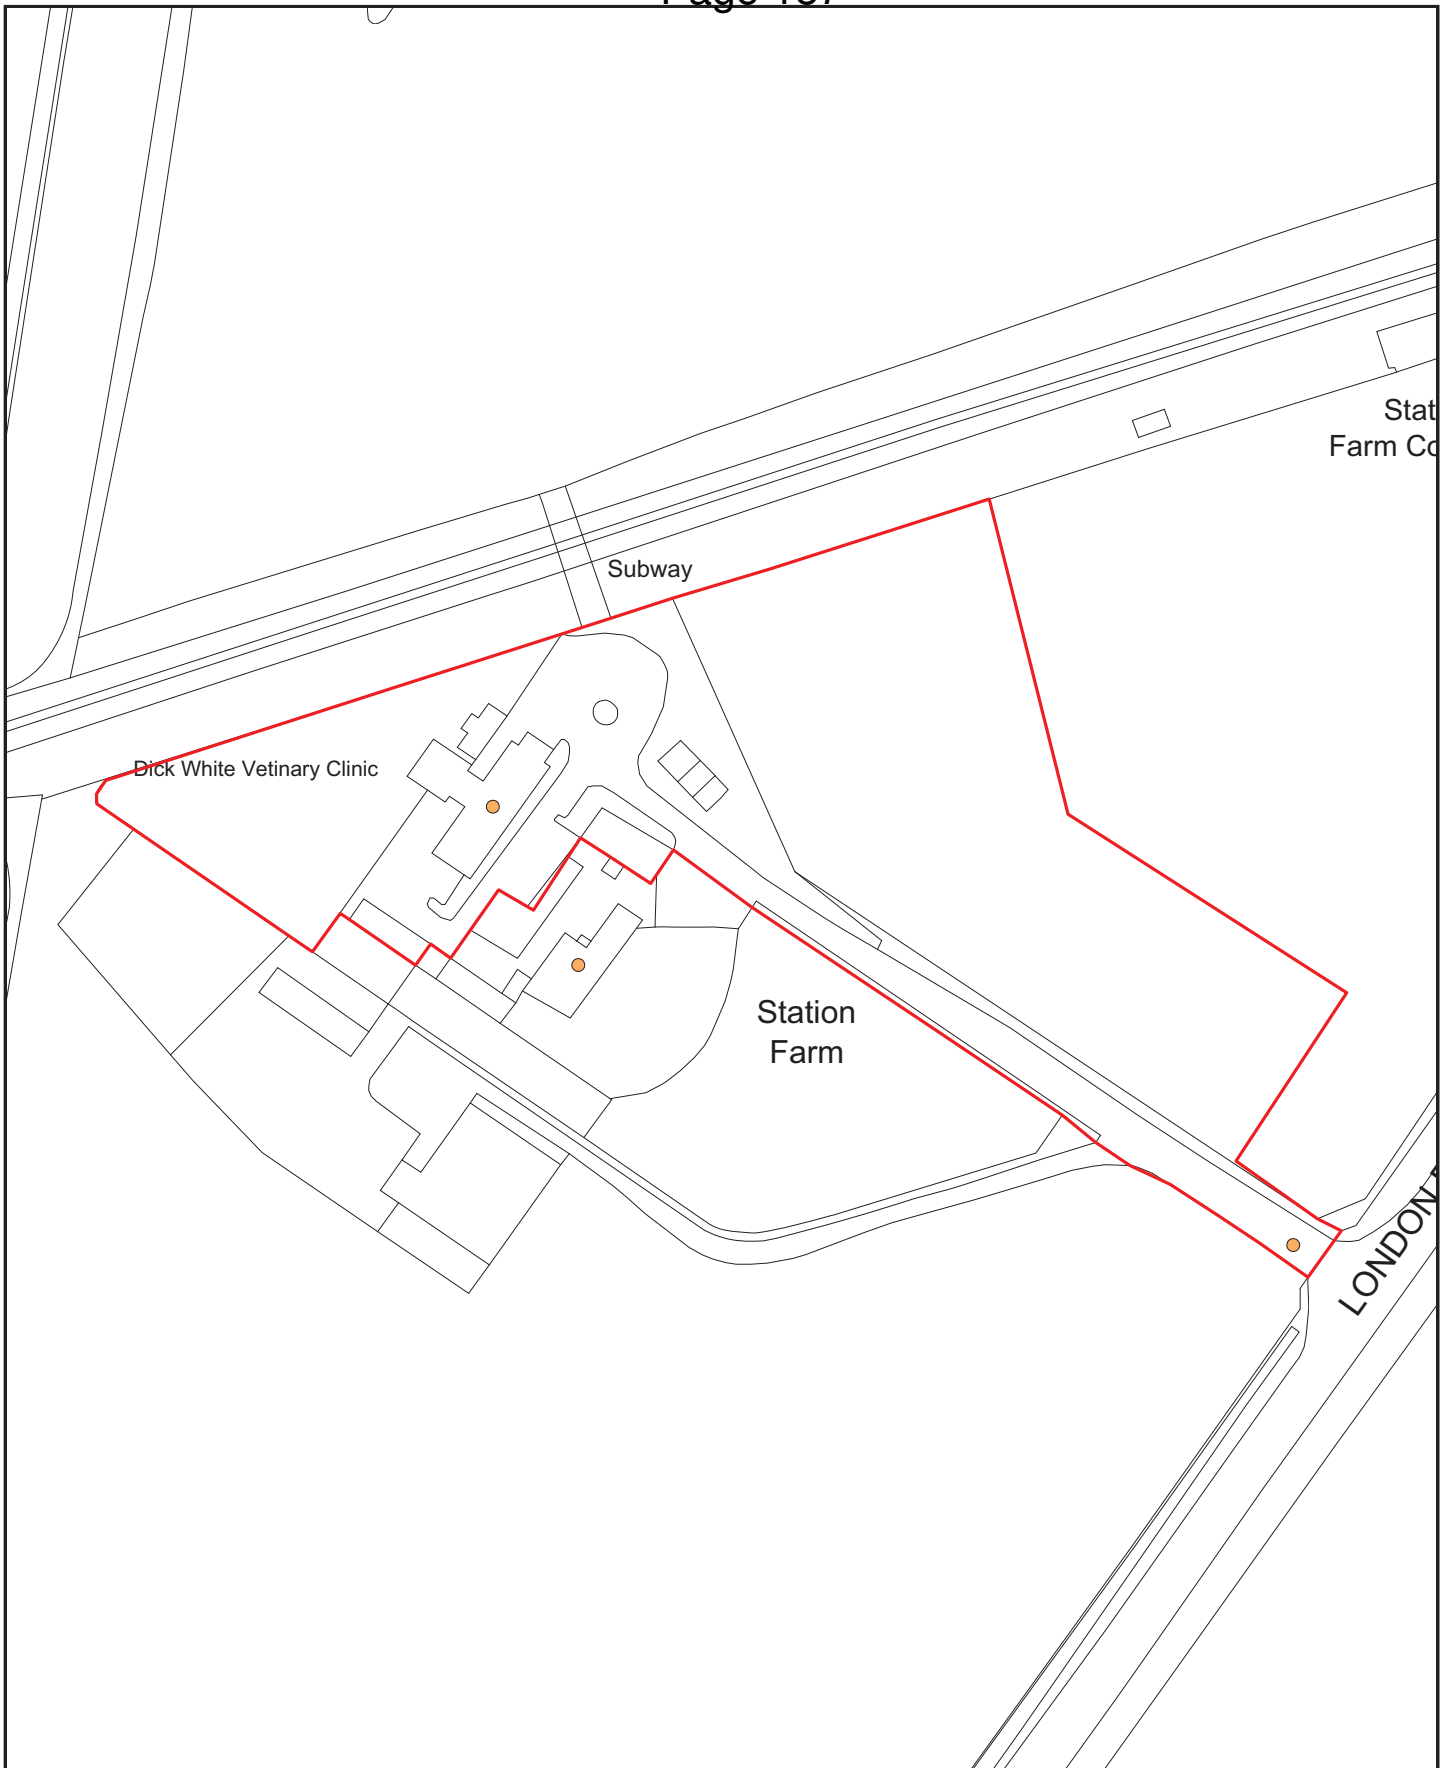 Stat
Farm Co
Subway
Dick White Vetinary Clinic
Station
Farm
LONDON